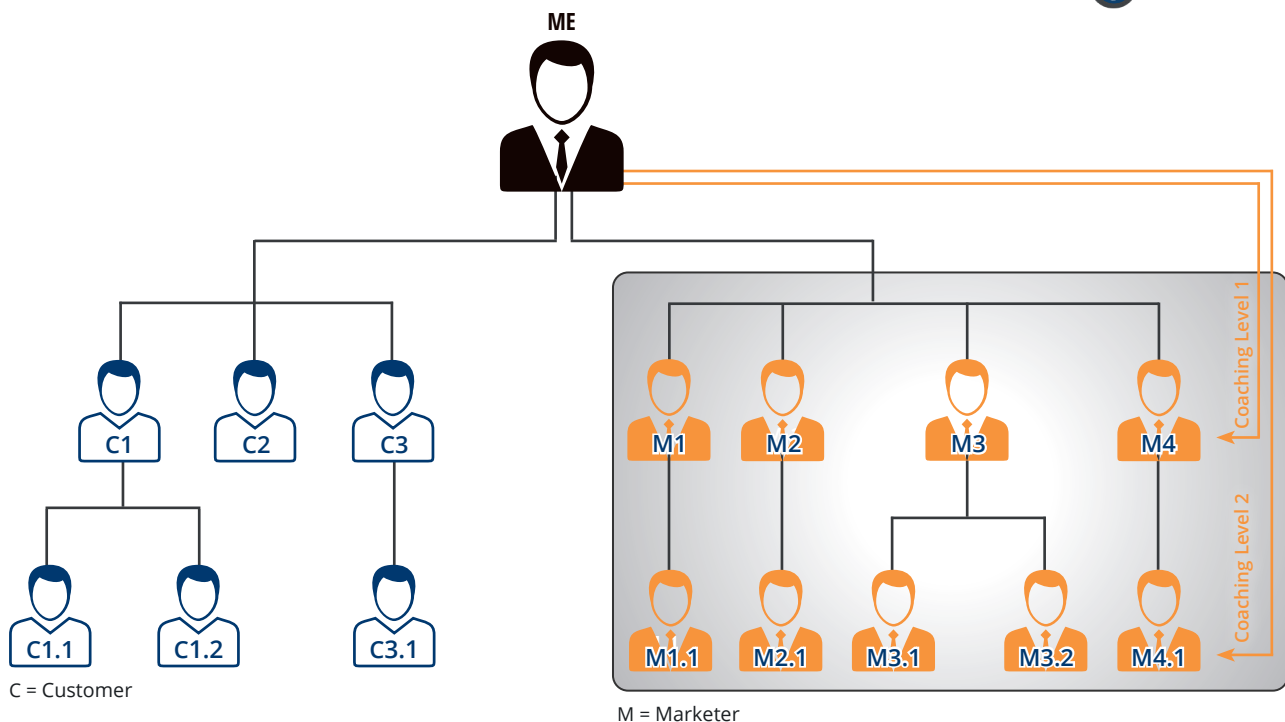 ME
Coaching Level 1
C1
C2
C3
M1
M2
M3
M4
Coaching Level 2
C1.1
C1.2
C3.1
M1.1
M2.1
M3.1
M3.2
M4.1
C = Customer
M = Marketer